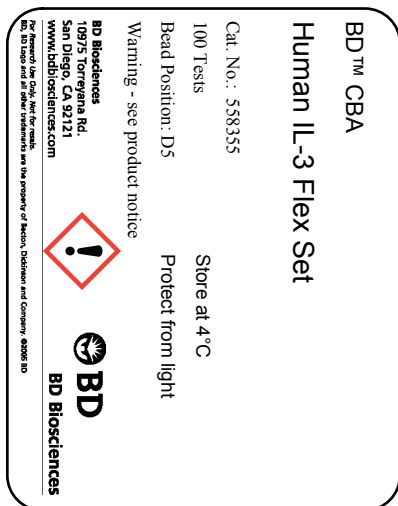 BD™ CBA
Human IL-3 Flex Set
Cat. No.: 558355
100 Tests
Store at 4°C
Bead Position: D5
Protect from light
Warning - see product notice
BD Biosciences
10975 Torreyana Rd.
San Diego, CA 92121
www.bdbiosciences.com
BD
BD Biosciences
For Research Use Only. Not for resale.
BD, BD Logo and all other trademarks are the property of Becton, Dickinson and Company. ©2005 BD